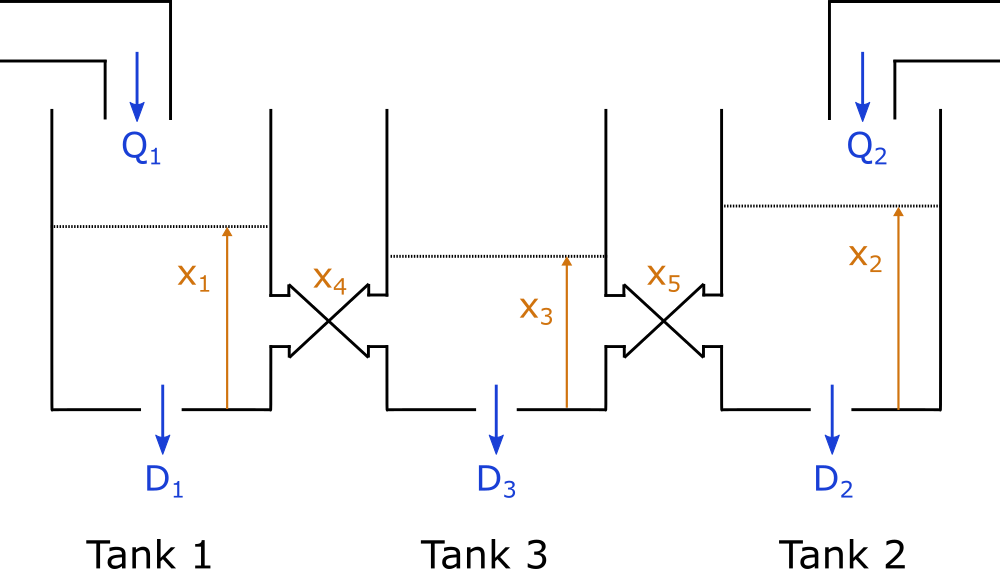 Q₁
Q₂
x₁
x₄
x₃
x₅
x₂
D₁
D₃
D₂
Tank 1
Tank 3
Tank 2